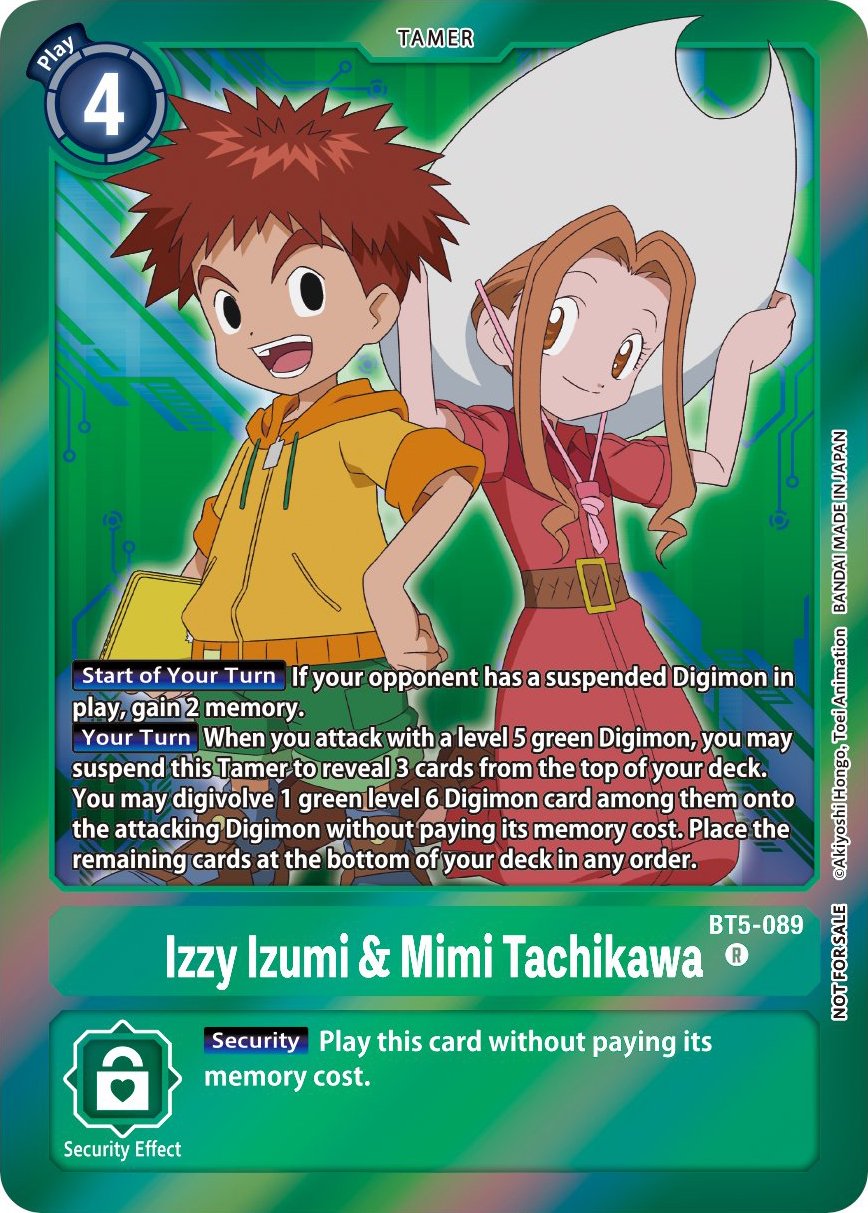 TAMER
Play
4
Start of Your Turn If your opponent has a suspended Digimon in
play, gain 2 memory.
Your Turn When you attack with a level 5 green Digimon, you may
suspend this Tamer to reveal 3 cards from the top of your deck.
You may digivolve 1 green level 6 Digimon card among them onto
the attacking Digimon without paying its memory cost. Place the
remaining cards at the bottom of your deck in any order.
©Akiyoshi Hongo, Toei Animation BANDAI MADE IN JAPAN
NOT FOR SALE
BT5-089
Izzy Izumi & Mimi Tachikawa R
Security Play this card without paying its
memory cost.
Security Effect